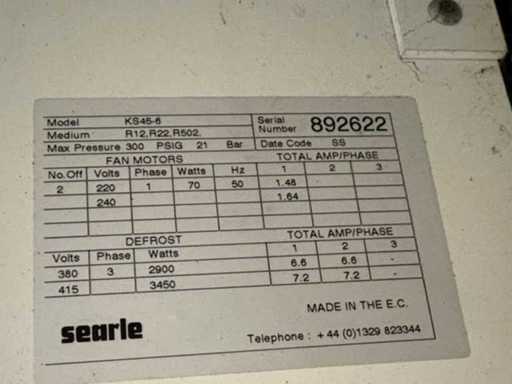 Model KS45-6 Serial Number 892622
Medium R12,R22,R502.
Max Pressure 300 PSIG 21 Bar Date Code SS
FAN MOTORS TOTAL AMP/PHASE
No.Off Volts Phase Watts Hz 1 2 3
2 220 1 70 50 1.48
240 1.64
DEFROST TOTAL AMP/PHASE
Volts Phase Watts 1 2 3
380 3 2900 6.6 6.6 -
415 3450 7.2 7.2 -
MADE IN THE E.C.
searle
Telephone : +44 (0)1329 823344